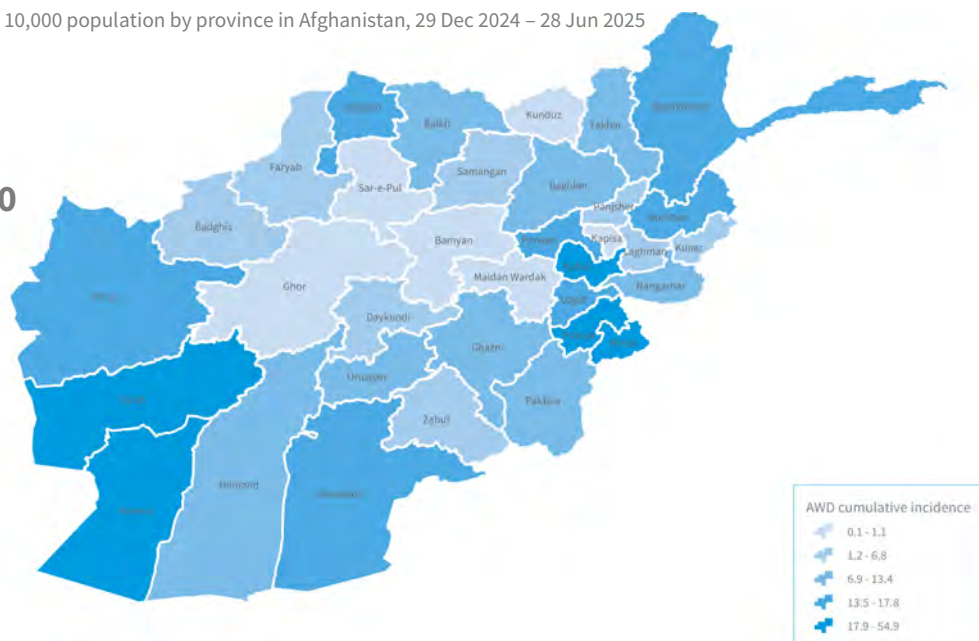 10,000 population by province in Afghanistan, 29 Dec 2024 – 28 Jun 2025
0
Kunduz
Balkh
Takhar
Faryab
Samangan
Sar-e-Pul
Baghlan
Panjsher
Badghis
Bamyan
Kapisa
Laghman
Kunar
Maidan Wardak
Ghor
Nangarhar
Logar
Daykundi
Ghazni
Uruzgan
Paktika
Zabul
Hilmand
AWD cumulative incidence
0.1 - 1.1
1.2 - 6.8
6.9 - 13.4
13.5 - 17.8
17.9 - 54.9